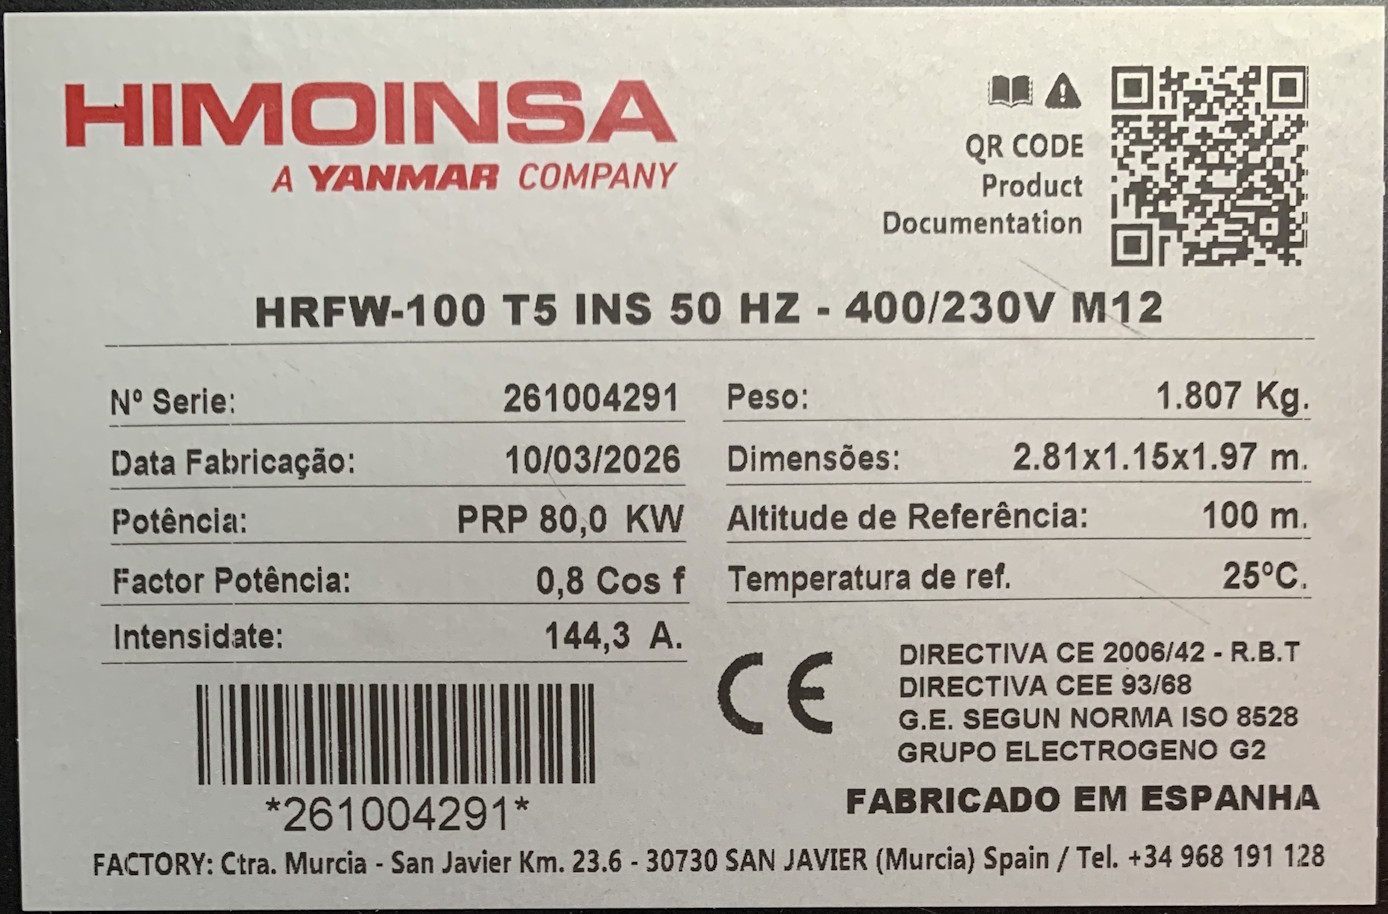 HIMOINSA
A YANMAR COMPANY
QR CODE
Product
Documentation
HRFW-100 T5 INS 50 HZ - 400/230V M12
Nº Serie: 261004291
Peso: 1.807 Kg.
Data Fabricação: 10/03/2026
Dimensões: 2.81x1.15x1.97 m.
Potência: PRP 80,0 KW
Altitude de Referência: 100 m.
Factor Potência: 0,8 Cos f
Temperatura de ref. 25ºC.
Intensidate: 144,3 A.
CE
DIRECTIVA CE 2006/42 - R.B.T
DIRECTIVA CEE 93/68
G.E. SEGUN NORMA ISO 8528
GRUPO ELECTROGENO G2
*261004291*
FABRICADO EM ESPANHA
FACTORY: Ctra. Murcia - San Javier Km. 23.6 - 30730 SAN JAVIER (Murcia) Spain / Tel. +34 968 191 128